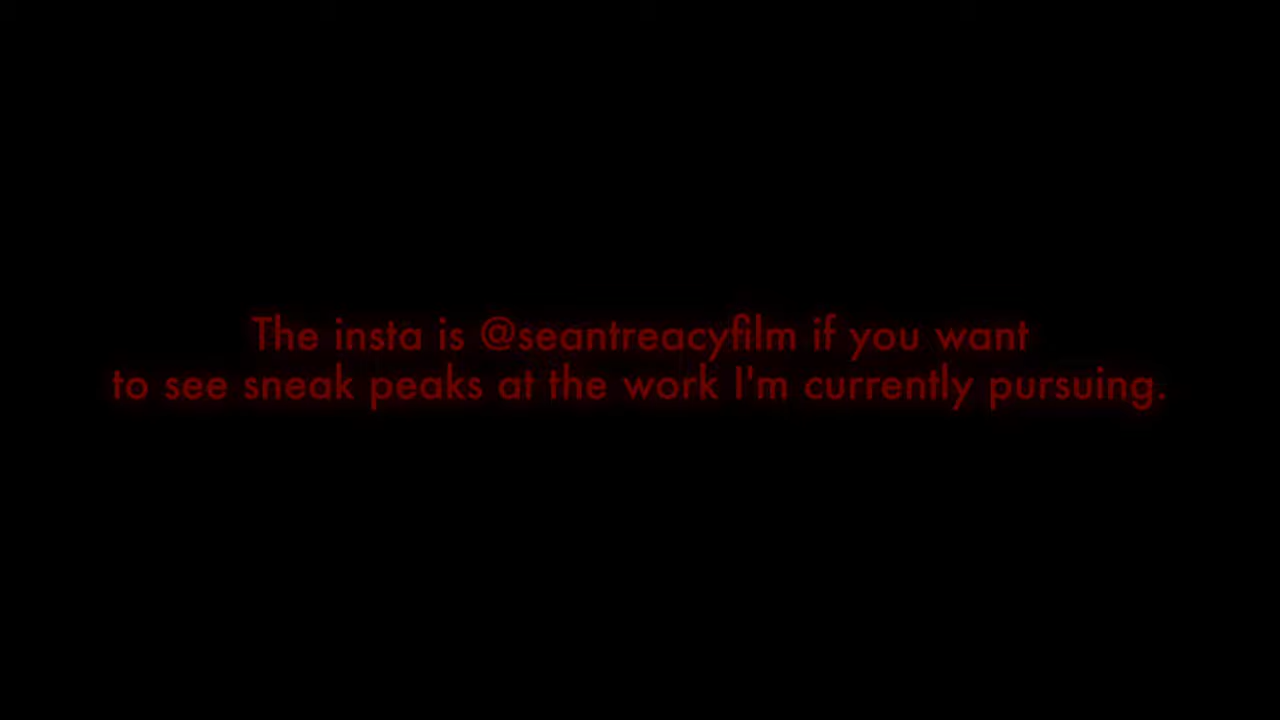 The insta is @seantreacyfilm if you want
to see sneak peaks at the work I'm currently pursuing.